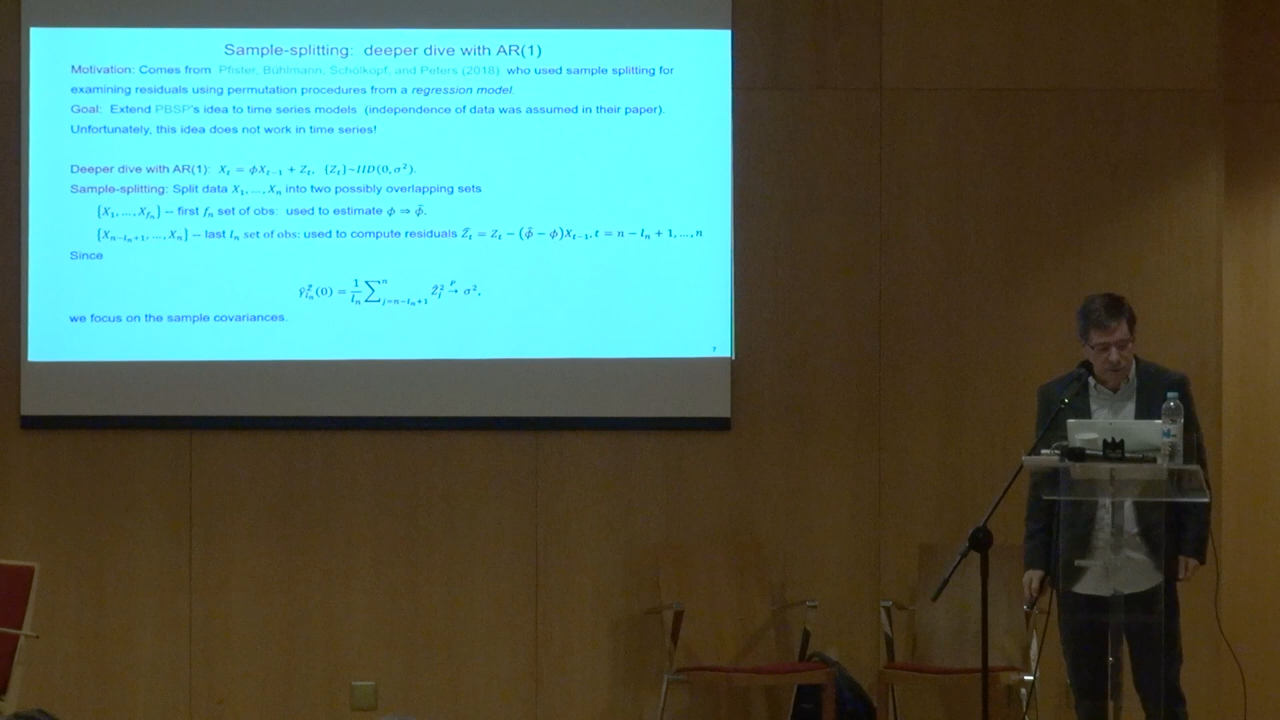 Sample-splitting: deeper dive with AR(1)
Motivation: Comes from Pfister, Bühlmann, Schölkopf, and Peters (2018) who used sample splitting for
examining residuals using permutation procedures from a regression model.
Goal: Extend PBSP's idea to time series models (independence of data was assumed in their paper).
Unfortunately, this idea does not work in time series!
Deeper dive with AR(1): X_t = ϕX_{t−1} + Z_t, {Z_t}~IID(0, σ²).
Sample-splitting: Split data X_1, ..., X_n into two possibly overlapping sets
{X_1, ..., X_{f_n}} -- first f_n set of obs: used to estimate ϕ ⇒ ϕ̂.
{X_{n−l_n+1}, ..., X_n} -- last l_n set of obs: used to compute residuals Ẑ_t = Z_t − (ϕ̂ − ϕ)X_{t−1}, t = n − l_n + 1, ..., n
Since
γ̂_{l_n}^{Ẑ}(0) = 1/l_n ∑_{j=n−l_n+1}^{n} Ẑ_j² →^P σ²,
we focus on the sample covariances.
7